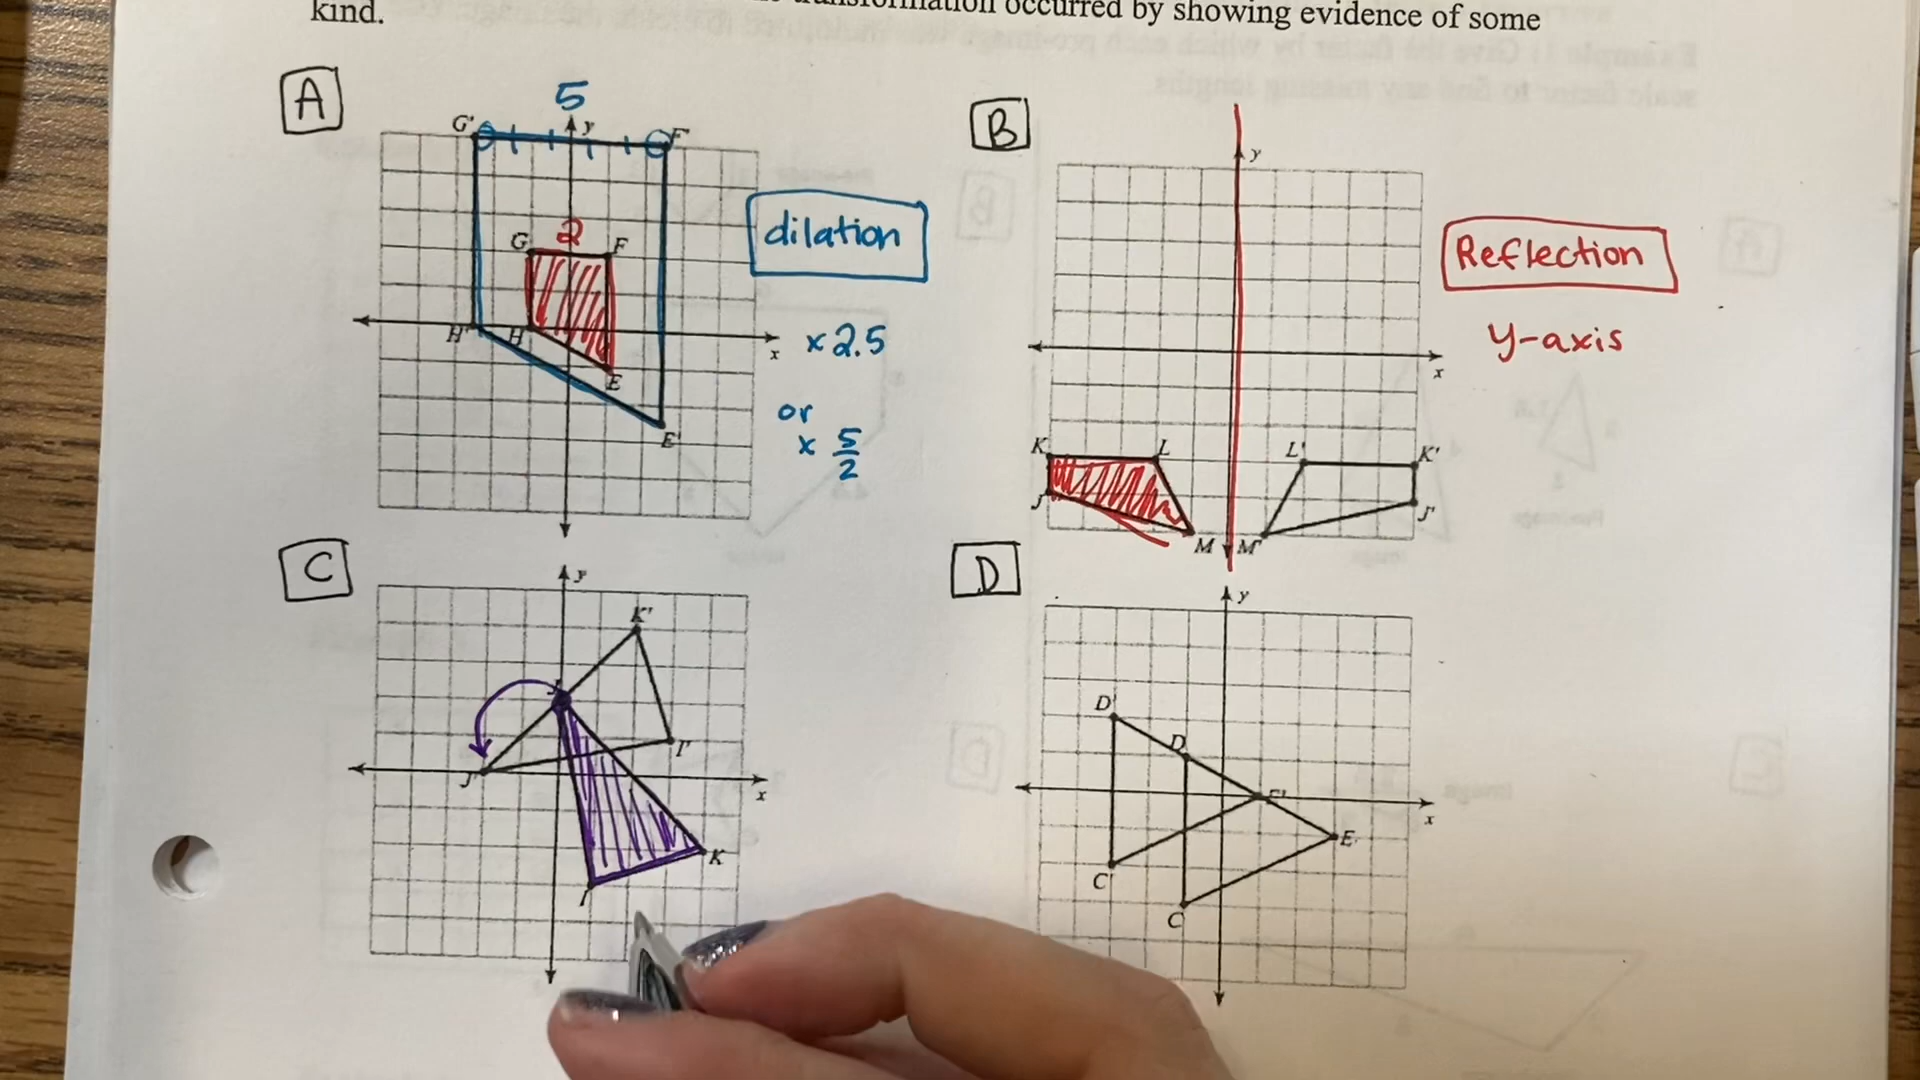 transformation occurred by showing evidence of some
kind.
A
5
G' y F'
G 2 F
dilation
H' H x
x 2.5
E
or
E'
x 5/2
B
y
Reflection
y-axis
x
K L L' K'
J J'
M M'
C
y
K'
J
I'
J' x
K
I
D
y
D'
D
x
E
C'
C